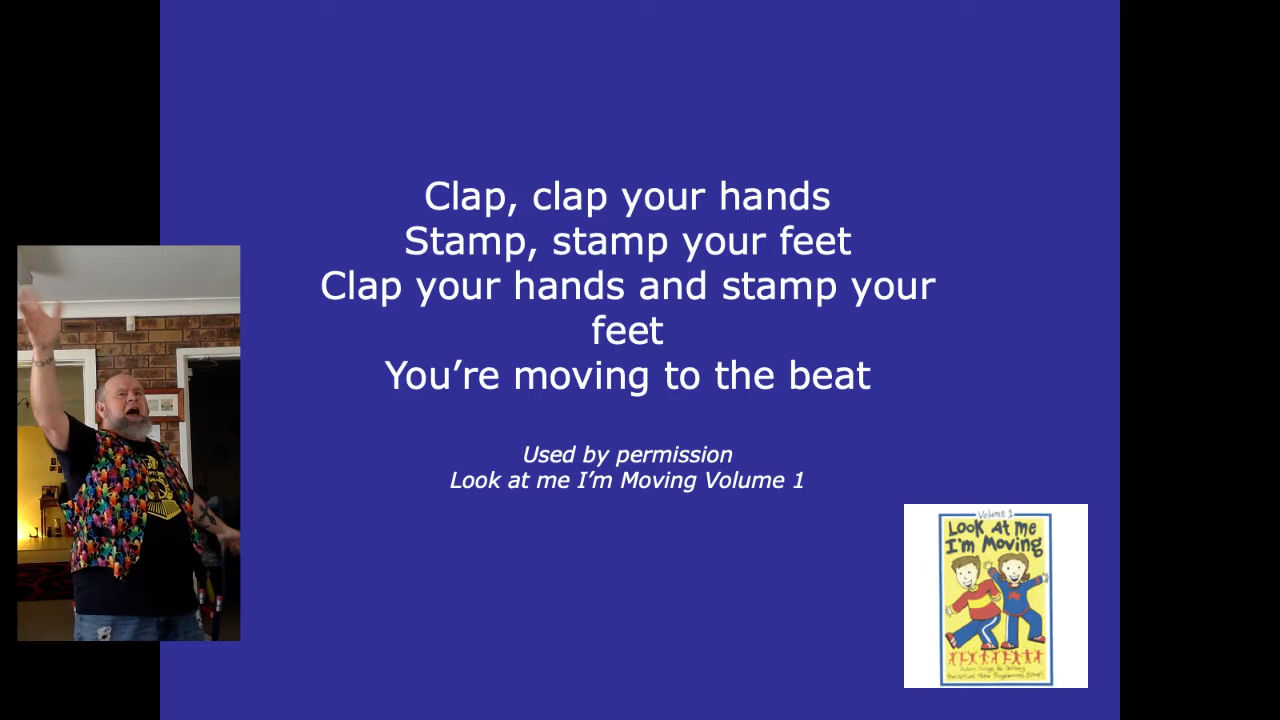 Clap, clap your hands
Stamp, stamp your feet
Clap your hands and stamp your
feet
You’re moving to the beat
Used by permission
Look at me I’m Moving Volume 1
Volume 1
Look At me
I'm Moving